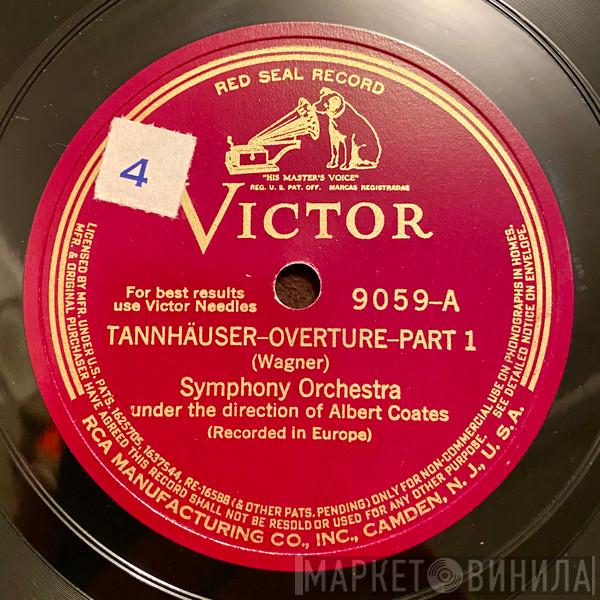 RED SEAL RECORD
"HIS MASTER'S VOICE"
REG. U. S. PAT. OFF. MARCAS REGISTRADAS
4
VICTOR
For best results
use Victor Needles
9059-A
TANNHÄUSER-OVERTURE-PART 1
(Wagner)
Symphony Orchestra
under the direction of Albert Coates
(Recorded in Europe)
LICENSED BY MFR. UNDER U.S. PATS. 1625705, 1637544, RE-16588 (& OTHER PATS. PENDING) ONLY FOR NON-COMMERCIAL USE ON PHONOGRAPHS IN HOMES.
MFR. & ORIGINAL PURCHASER HAVE AGREED THIS RECORD SHALL NOT BE RESOLD OR USED FOR ANY OTHER PURPOSE. SEE DETAILED NOTICE ON ENVELOPE.
RCA MANUFACTURING CO., INC., CAMDEN, N. J., U. S. A.
МАРКЕТ ВИНИЛА